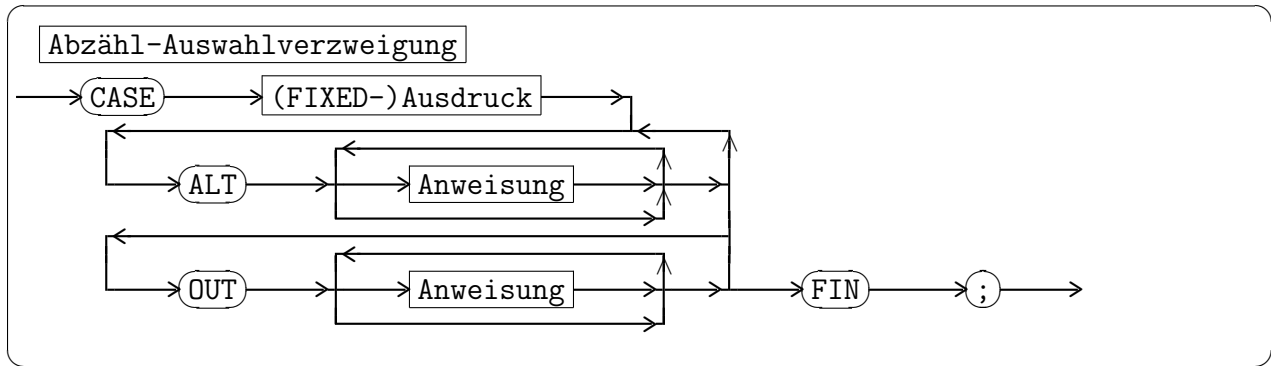 Abzähl-Auswahlverzweigung
CASE (FIXED-)Ausdruck
ALT Anweisung
OUT Anweisung FIN ;